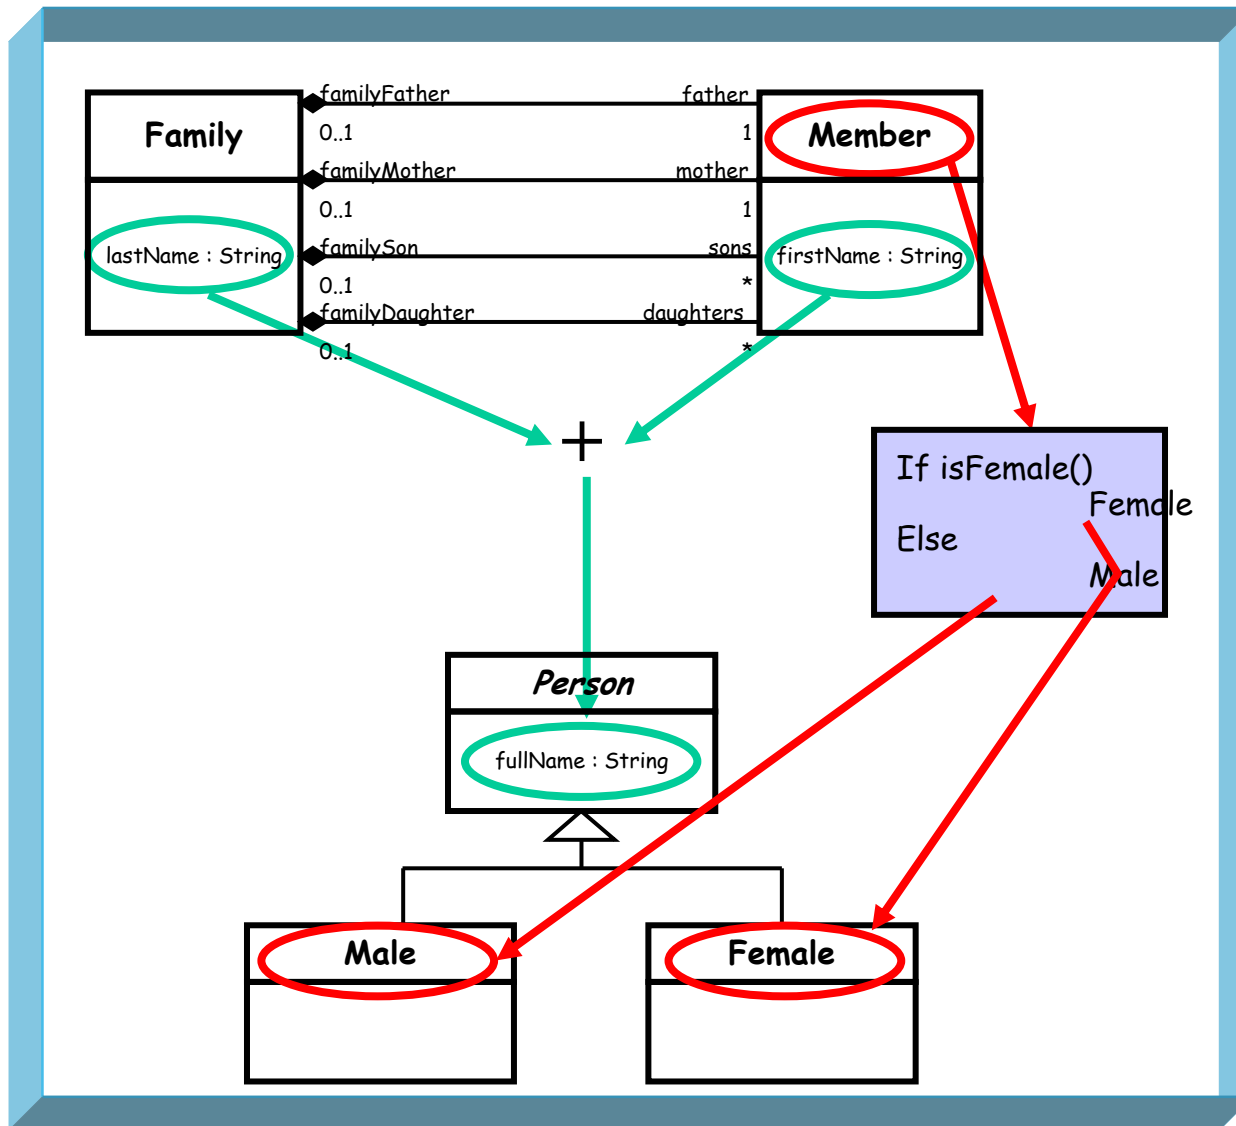 Family
lastName : String
familyFather
father
0..1
1
familyMother
mother
0..1
1
familySon
sons
0..1
*
familyDaughter
daughters
0..1
*
Member
firstName : String
+
If isFemale()
Female
Else
Male
Person
fullName : String
Male
Female